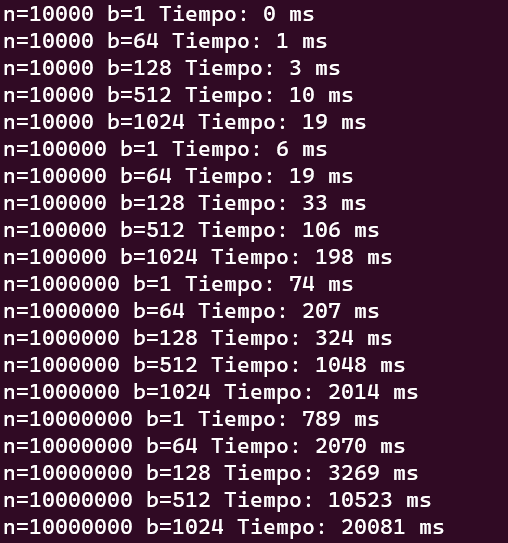 n=10000 b=1 Tiempo: 0 ms
n=10000 b=64 Tiempo: 1 ms
n=10000 b=128 Tiempo: 3 ms
n=10000 b=512 Tiempo: 10 ms
n=10000 b=1024 Tiempo: 19 ms
n=100000 b=1 Tiempo: 6 ms
n=100000 b=64 Tiempo: 19 ms
n=100000 b=128 Tiempo: 33 ms
n=100000 b=512 Tiempo: 106 ms
n=100000 b=1024 Tiempo: 198 ms
n=1000000 b=1 Tiempo: 74 ms
n=1000000 b=64 Tiempo: 207 ms
n=1000000 b=128 Tiempo: 324 ms
n=1000000 b=512 Tiempo: 1048 ms
n=1000000 b=1024 Tiempo: 2014 ms
n=10000000 b=1 Tiempo: 789 ms
n=10000000 b=64 Tiempo: 2070 ms
n=10000000 b=128 Tiempo: 3269 ms
n=10000000 b=512 Tiempo: 10523 ms
n=10000000 b=1024 Tiempo: 20081 ms